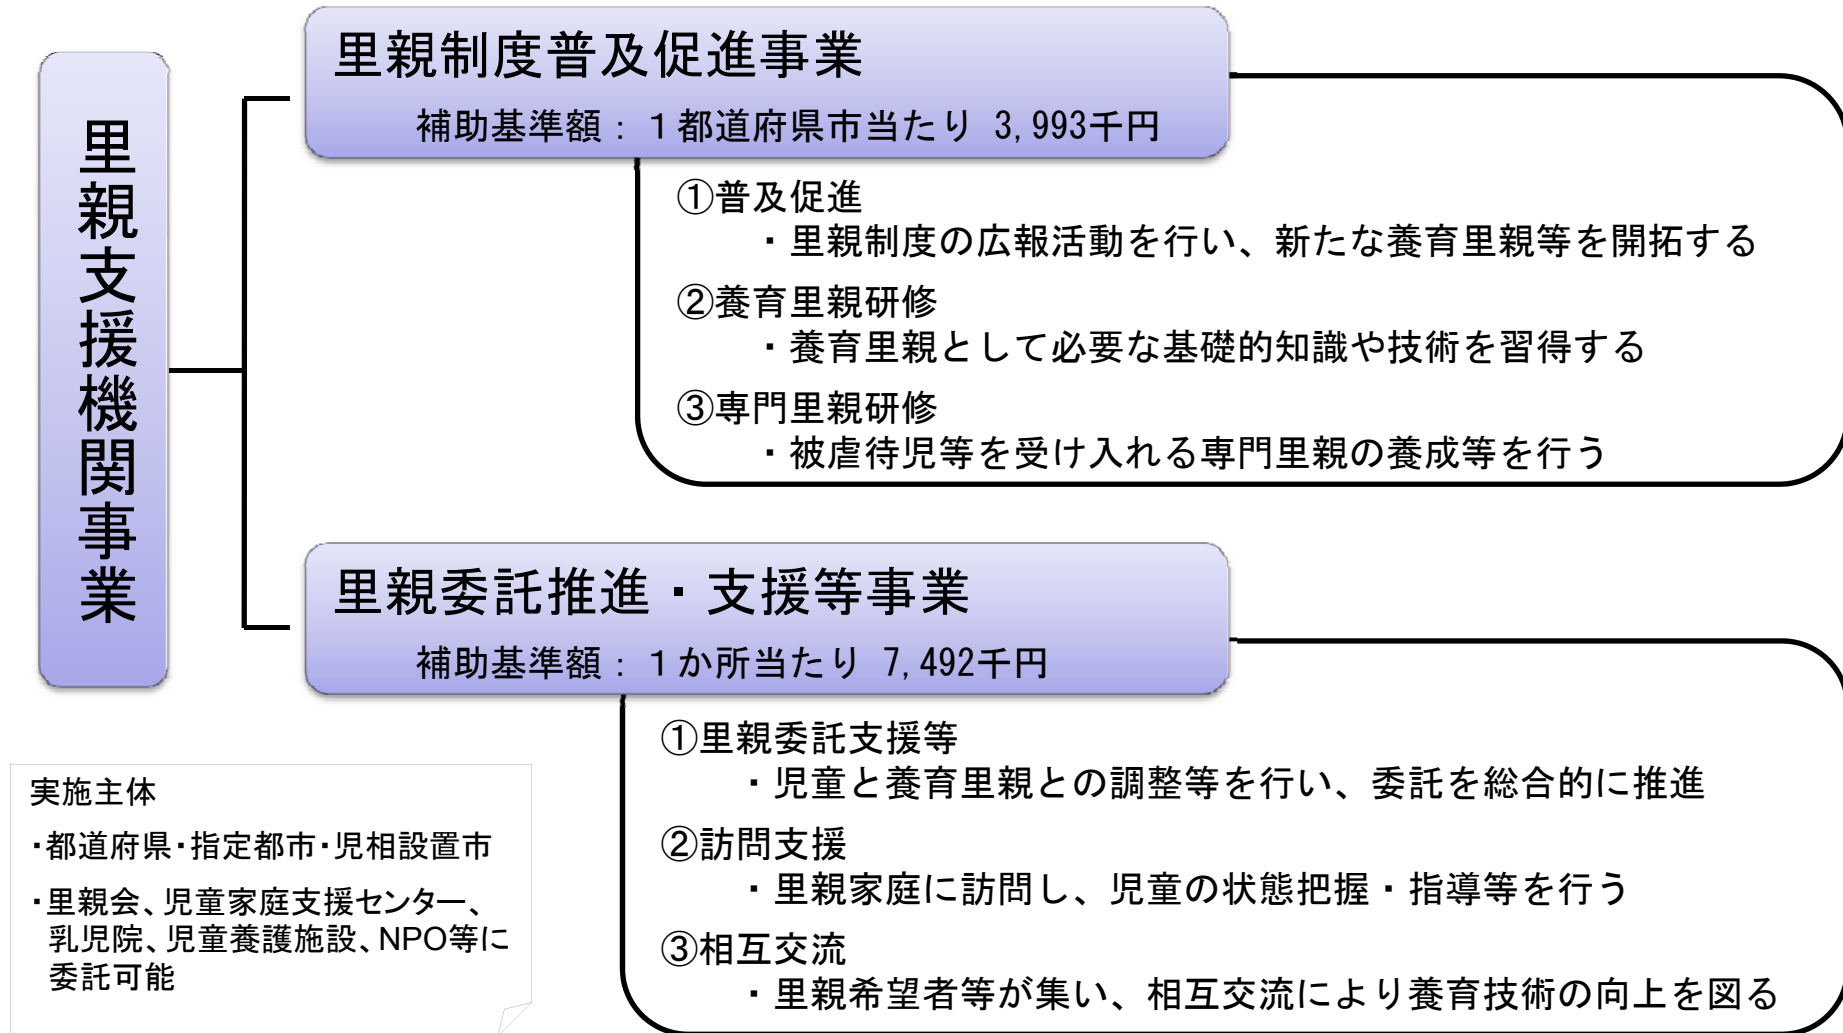 里親支援機関事業
里親制度普及促進事業
補助基準額：１都道府県市当たり 3,993千円
①普及促進
・里親制度の広報活動を行い、新たな養育里親等を開拓する
②養育里親研修
・養育里親として必要な基礎的知識や技術を習得する
③専門里親研修
・被虐待児等を受け入れる専門里親の養成等を行う
里親委託推進・支援等事業
補助基準額：１か所当たり 7,492千円
①里親委託支援等
・児童と養育里親との調整等を行い、委託を総合的に推進
②訪問支援
・里親家庭に訪問し、児童の状態把握・指導等を行う
③相互交流
・里親希望者等が集い、相互交流により養育技術の向上を図る
実施主体
・都道府県・指定都市・児相設置市
・里親会、児童家庭支援センター、
乳児院、児童養護施設、NPO等に
委託可能